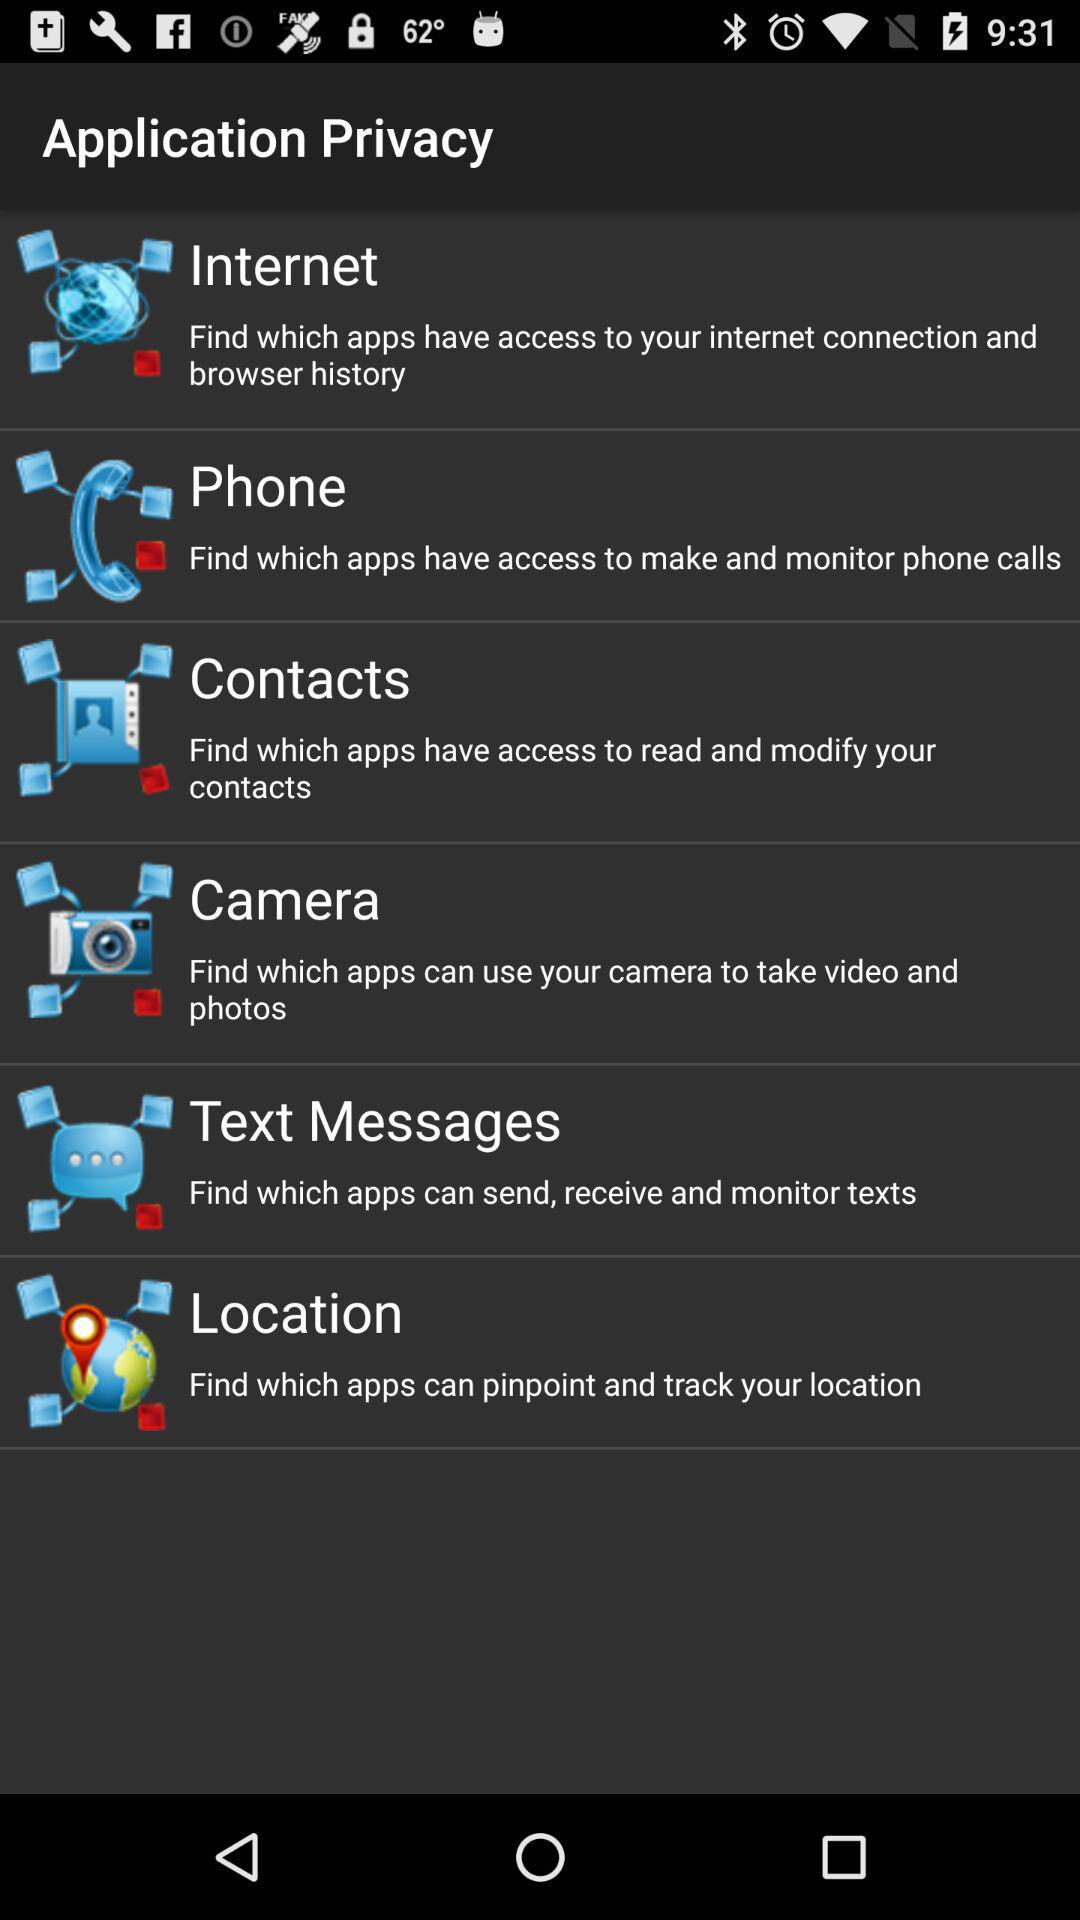 FAKE 62° 9:31
Application Privacy
Internet
Find which apps have access to your internet connection and
browser history
Phone
Find which apps have access to make and monitor phone calls
Contacts
Find which apps have access to read and modify your
contacts
Camera
Find which apps can use your camera to take video and
photos
Text Messages
Find which apps can send, receive and monitor texts
Location
Find which apps can pinpoint and track your location